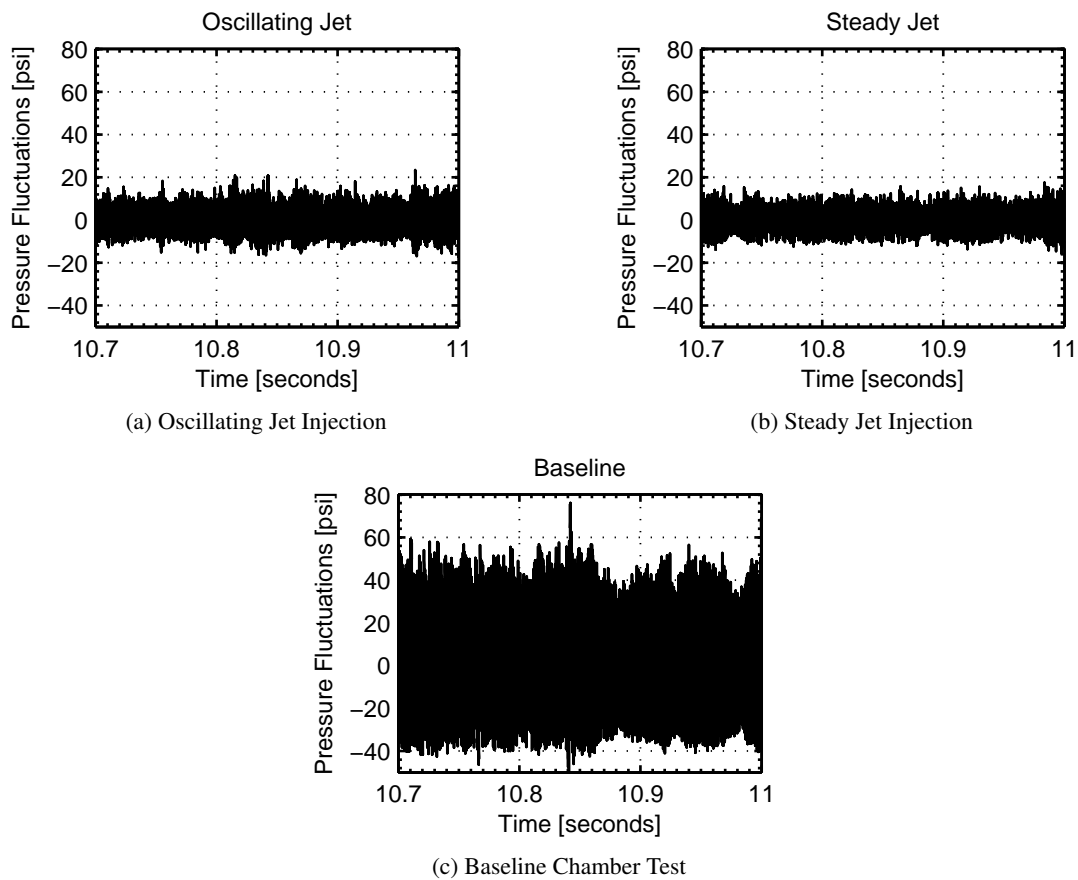 Oscillating Jet
Pressure Fluctuations [psi]
80
60
40
20
0
−20
−40
10.7 10.8 10.9 11
Time [seconds]
(a) Oscillating Jet Injection
Steady Jet
Pressure Fluctuations [psi]
80
60
40
20
0
−20
−40
10.7 10.8 10.9 11
Time [seconds]
(b) Steady Jet Injection
Baseline
Pressure Fluctuations [psi]
80
60
40
20
0
−20
−40
10.7 10.8 10.9 11
Time [seconds]
(c) Baseline Chamber Test